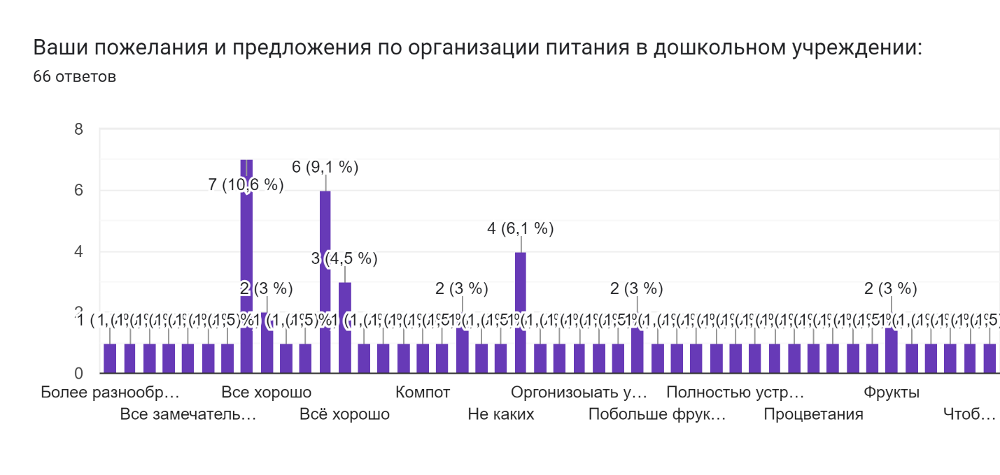 Ваши пожелания и предложения по организации питания в дошкольном учреждении:
66 ответов
8
6 (9,1 %)
7 (10,6 %)
6
4 (6,1 %)
4
3 (4,5 %)
2 (3 %)
2 (3 %)
2 (3 %)
2 (3 %)
2
0
Более разнообр…
Все хорошо
Компот
Оргонизоыать у…
Полностью устр…
Фрукты
Все замечатель…
Всё хорошо
Не каких
Побольше фрук…
Процветания
Чтоб…